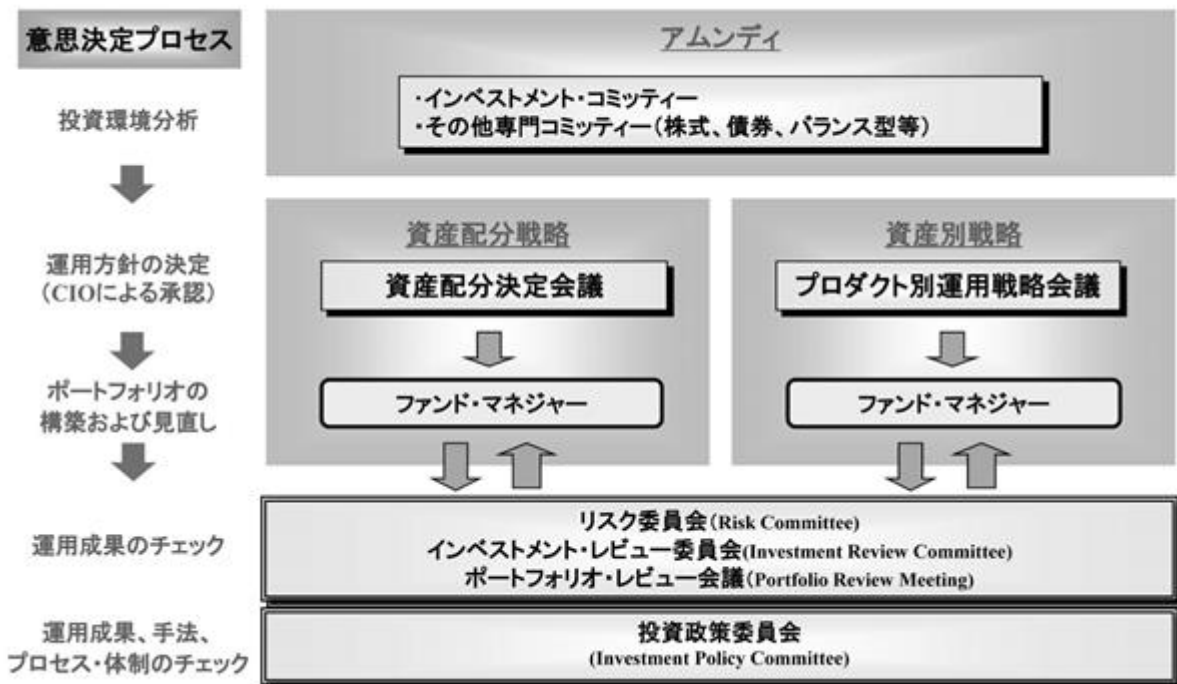 意思決定プロセス
アムンディ
投資環境分析
・インベストメント・コミッティー
・その他専門コミッティー(株式、債券、バランス型等)
資産配分戦略
資産別戦略
運用方針の決定
(CIOによる承認)
資産配分決定会議
プロダクト別運用戦略会議
ポートフォリオの
構築および見直し
ファンド・マネジャー
ファンド・マネジャー
運用成果のチェック
リスク委員会(Risk Committee)
インベストメント・レビュー委員会(Investment Review Committee)
ポートフォリオ・レビュー会議(Portfolio Review Meeting)
運用成果、手法、
プロセス・体制のチェック
投資政策委員会
(Investment Policy Committee)